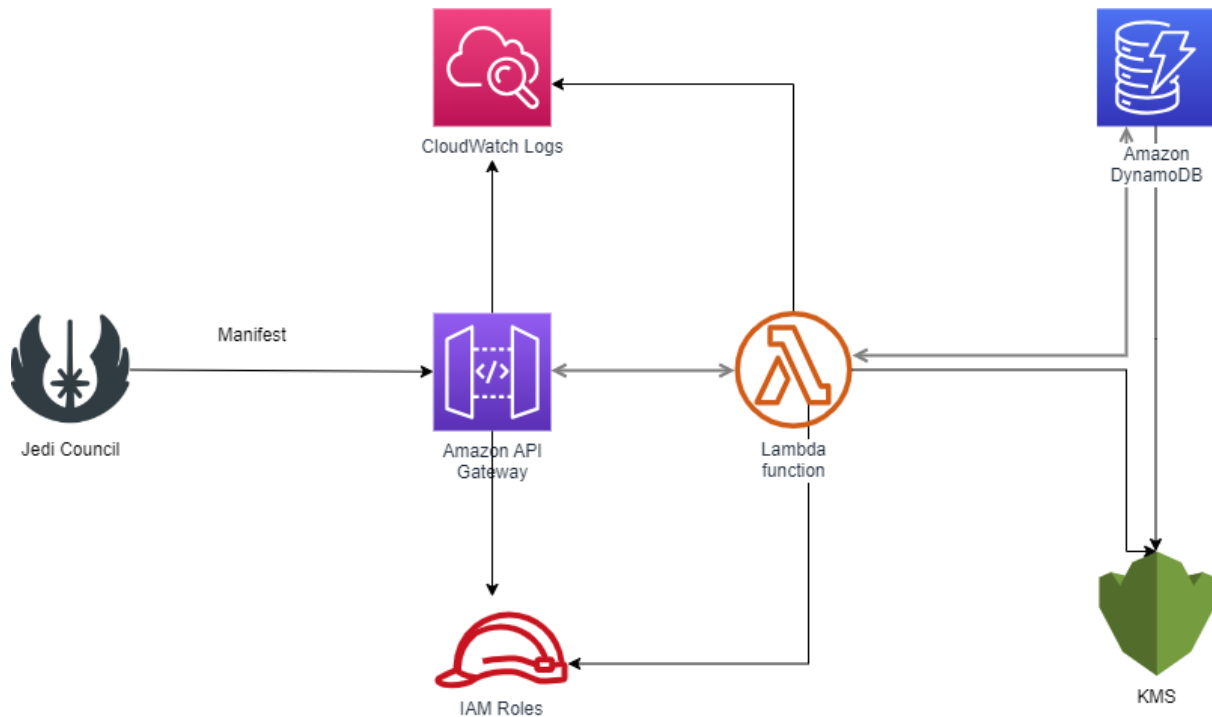 CloudWatch Logs
Amazon
DynamoDB
Manifest
</>
Jedi Council
Amazon API
Gateway
Lambda
function
IAM Roles
KMS